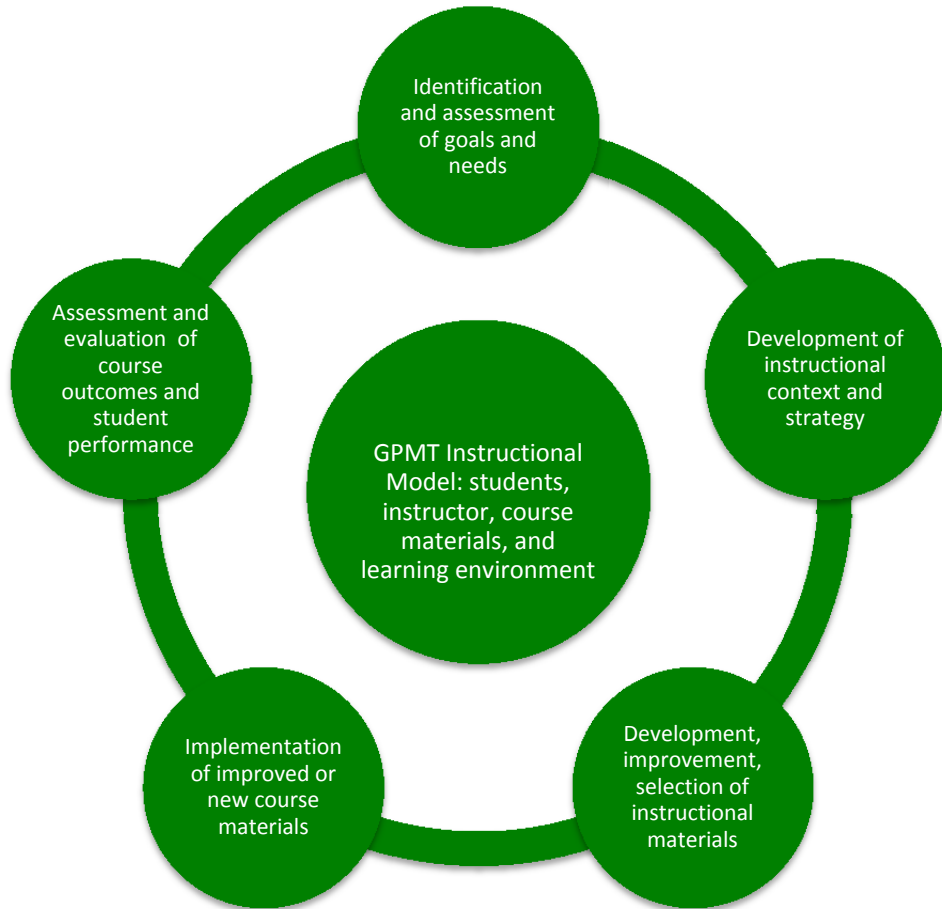 Identification
and assessment
of goals and
needs
Development of
instructional
context and
strategy
Development,
improvement,
selection of
instructional
materials
Implementation
of improved or
new course
materials
Assessment and
evaluation of
course
outcomes and
student
performance
GPMT Instructional
Model: students,
instructor, course
materials, and
learning environment